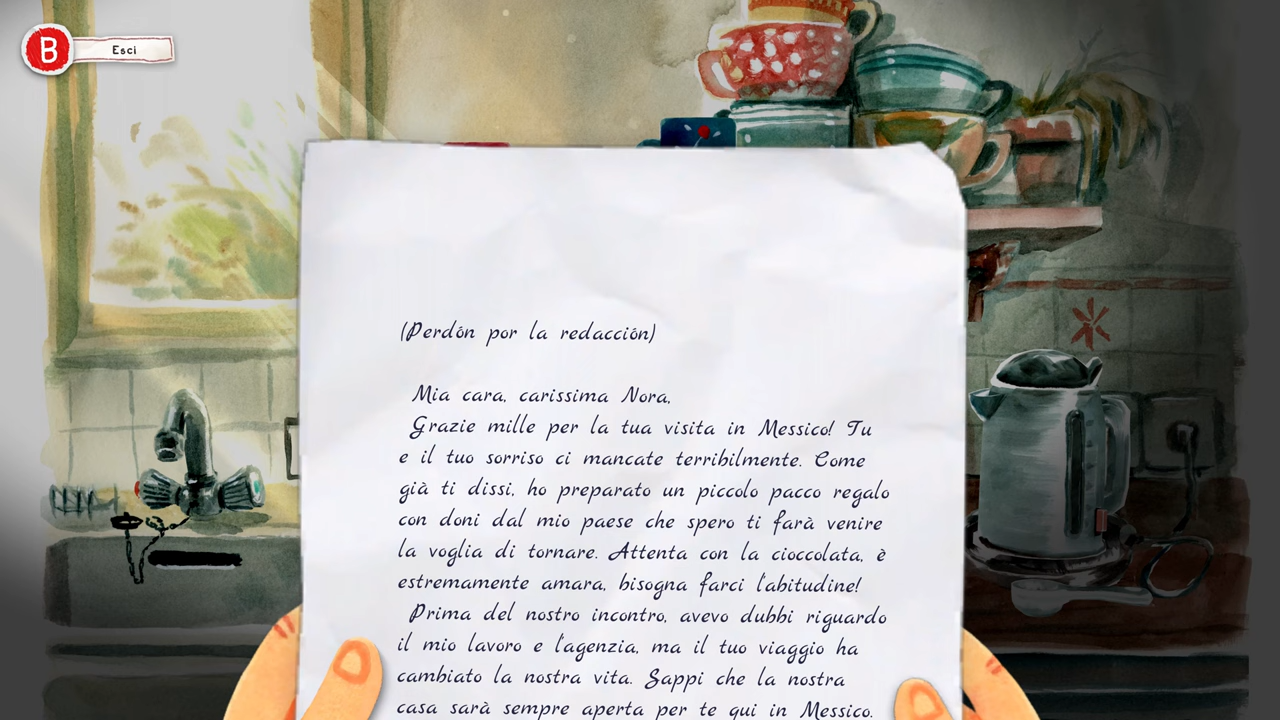 B Esci
(Perdón por la redacción)
Mia cara, carissima Nora,
Grazie mille per la tua visita in Messico! Tu
e il tuo sorriso ci mancate terribilmente. Come
già ti dissi, ho preparato un piccolo pacco regalo
con doni dal mio paese che spero ti farà venire
la voglia di tornare. Attenta con la cioccolata, è
estremamente amara, bisogna farci l'abitudine!
Prima del nostro incontro, avevo dubbi riguardo
il mio lavoro e l'agenzia, ma il tuo viaggio ha
cambiato la nostra vita. Sappi che la nostra
casa sarà sempre aperta per te qui in Messico.